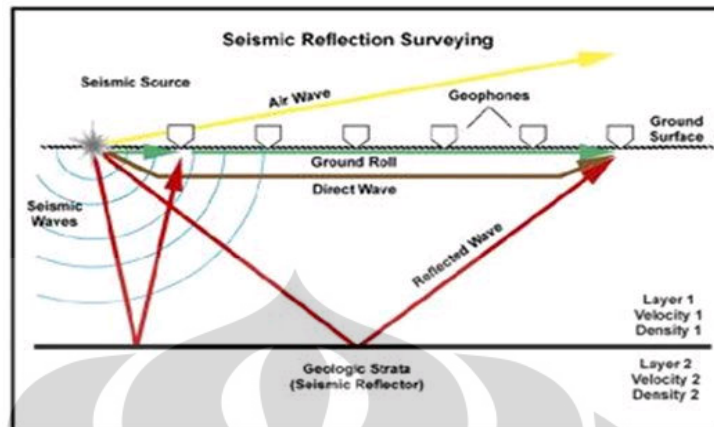 Seismic Reflection Surveying
Seismic Source
Air Wave
Geophones
Ground
Surface
Ground Roll
Direct Wave
Seismic
Waves
Reflected Wave
Layer 1
Velocity 1
Density 1
Geologic Strata
(Seismic Reflector)
Layer 2
Velocity 2
Density 2